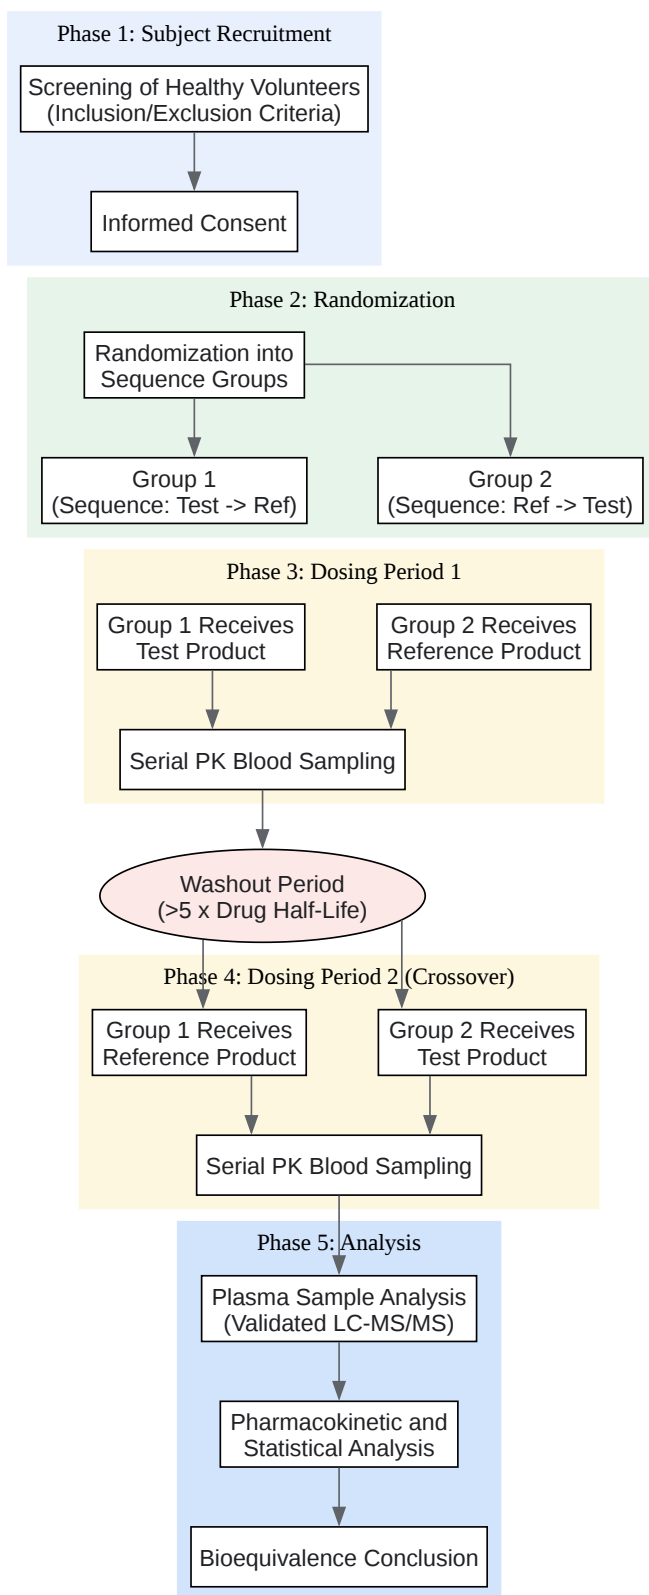 Phase 1: Subject Recruitment
Screening of Healthy Volunteers
(Inclusion/Exclusion Criteria)
Informed Consent
Phase 2: Randomization
Randomization into
Sequence Groups
Group 1
(Sequence: Test -> Ref)
Group 2
(Sequence: Ref -> Test)
Phase 3: Dosing Period 1
Group 1 Receives
Test Product
Group 2 Receives
Reference Product
Serial PK Blood Sampling
Washout Period
(>5 x Drug Half-Life)
Phase 4: Dosing Period 2 (Crossover)
Group 1 Receives
Reference Product
Group 2 Receives
Test Product
Serial PK Blood Sampling
Phase 5: Analysis
Plasma Sample Analysis
(Validated LC-MS/MS)
Pharmacokinetic and
Statistical Analysis
Bioequivalence Conclusion